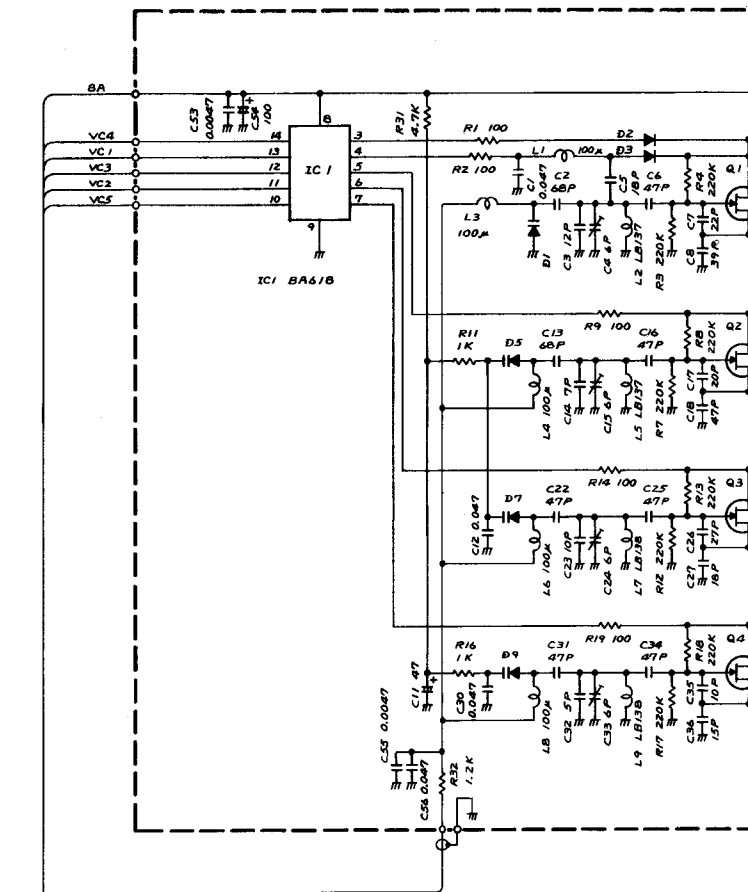 8A
C53 0.0047
C54 100
8
R31 4.7K
R1 100
D2
VC4
14
3
VC1
13
4
VC3
12
5
VC2
11
6
VC5
10
7
IC1
9
IC1 BA618
R2 100
L1
100μ
D3
C1 0.047
C2
68P
C5 18P
C6
47P
R4 220K
Q1
L3
100μ
D1
C3 12P
C4 6P
L2 LB137
R3 220K
C7 22P
C8 39P
R9 100
R11
1K
D5
C13
68P
C16
47P
R8 220K
Q2
L4 100μ
C14 7P
C15 6P
L5 LB137
R7 220K
C17 20P
C18 47P
R14 100
C12 0.047
D7
C22
47P
C25
47P
R13 220K
Q3
L6 100μ
C23 10P
C24 6P
L7 LB138
R12 220K
C26 27P
C27 18P
R19 100
R16
1K
D9
C31
47P
C34
47P
R18 220K
Q4
C11 47
C30 0.047
L8 100μ
C32 5P
C33 6P
L9 LB138
R17 220K
C35 10P
C36 15P
C55 0.0047
C56 0.047
R32 1.2K